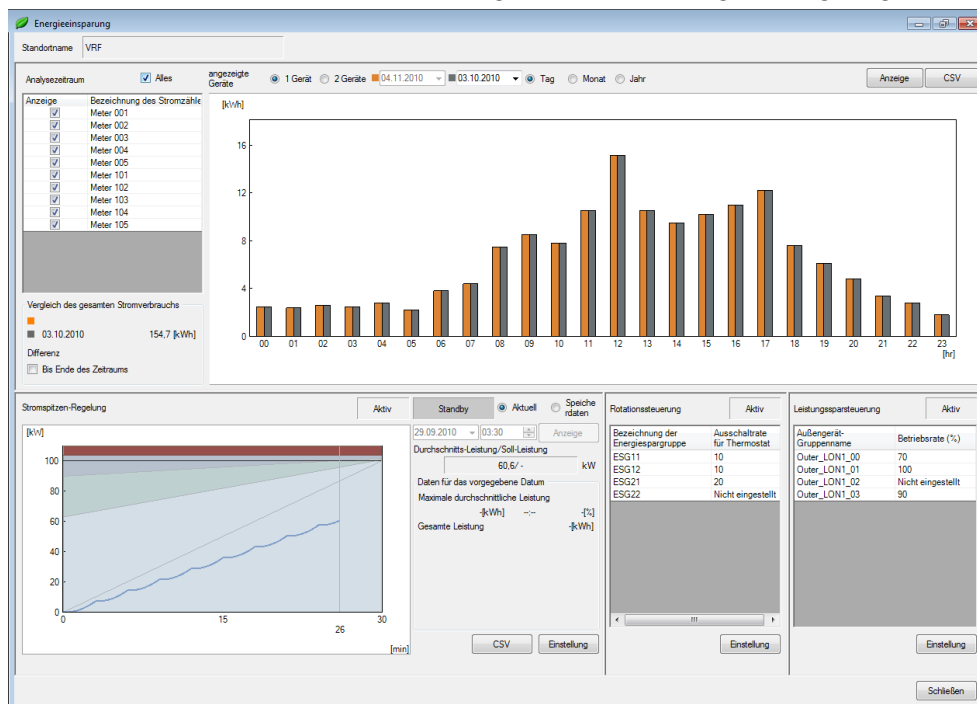 Energieeinsparung
Standortname VRF
Analysezeitraum Alles
angezeigte Geräte 1 Gerät 2 Geräte 04.11.2010 03.10.2010 Tag Monat Jahr Anzeige CSV
Anzeige Bezeichnung des Stromzähle
Meter 001
Meter 002
Meter 003
Meter 004
Meter 005
Meter 101
Meter 102
Meter 103
Meter 104
Meter 105
Vergleich des gesamten Stromverbrauchs
03.10.2010 154,7 [kWh]
Differenz
Bis Ende des Zeitraums
[kWh]
16
12
8
4
0
00 01 02 03 04 05 06 07 08 09 10 11 12 13 14 15 16 17 18 19 20 21 22 23
[hr]
Stromspitzen-Regelung Aktiv
[kW]
100
80
60
40
20
0
0 15 30
26
[min]
Standby Aktuell Speiche rdaten
29.09.2010 03:30 Anzeige
Durchschnitts-Leistung/Soll-Leistung
60,6/ - kW
Daten für das vorgegebene Datum
Maximale durchschnittliche Leistung
-[kWh] --:-- -[%]
Gesamte Leistung -[kWh]
CSV Einstellung
Rotationssteuerung Aktiv
Bezeichnung der Energiespargruppe Ausschaltrate für Thermostat
ESG11 10
ESG12 10
ESG21 20
ESG22 Nicht eingestellt
Einstellung
Leistungssparsteuerung Aktiv
Außengerät-Gruppenname Betriebsrate (%)
Outer_LON1_00 70
Outer_LON1_01 100
Outer_LON1_02 Nicht eingestellt
Outer_LON1_03 90
Einstellung
Schließen